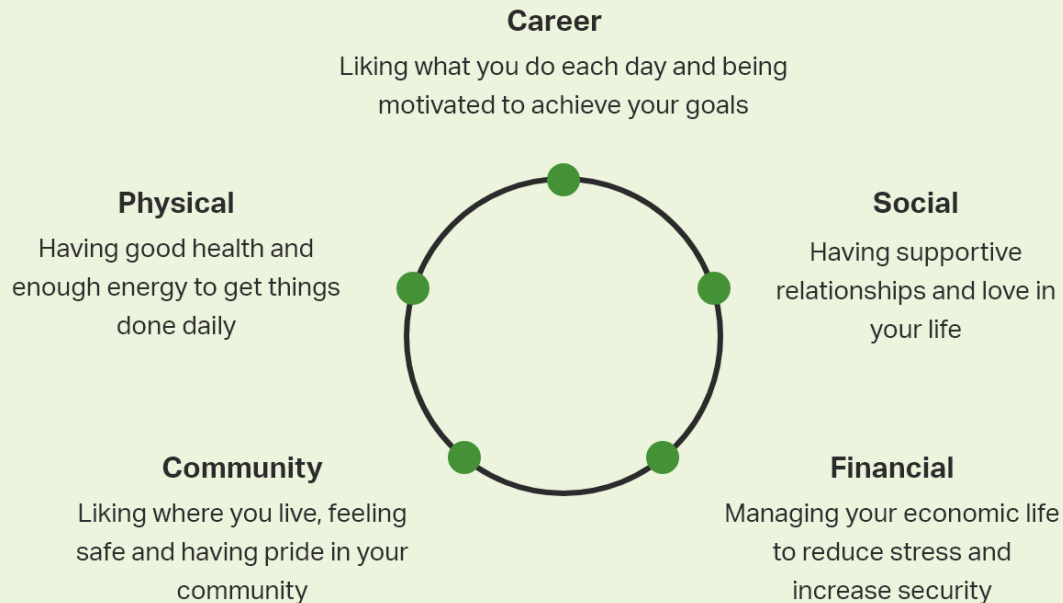 Career
Liking what you do each day and being
motivated to achieve your goals
Physical
Having good health and
enough energy to get things
done daily
Social
Having supportive
relationships and love in
your life
Community
Liking where you live, feeling
safe and having pride in your
community
Financial
Managing your economic life
to reduce stress and
increase security